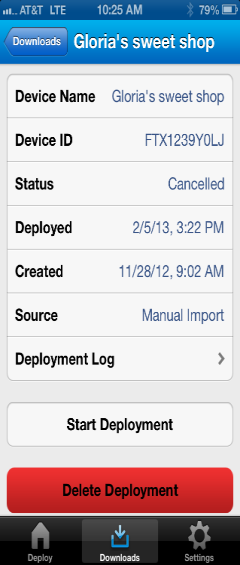 AT&T LTE 10:25 AM 79%
Downloads Gloria's sweet shop
Device Name Gloria's sweet shop
Device ID FTX1239Y0LJ
Status Cancelled
Deployed 2/5/13, 3:22 PM
Created 11/28/12, 9:02 AM
Source Manual Import
Deployment Log
Start Deployment
Delete Deployment
Deploy Downloads Settings